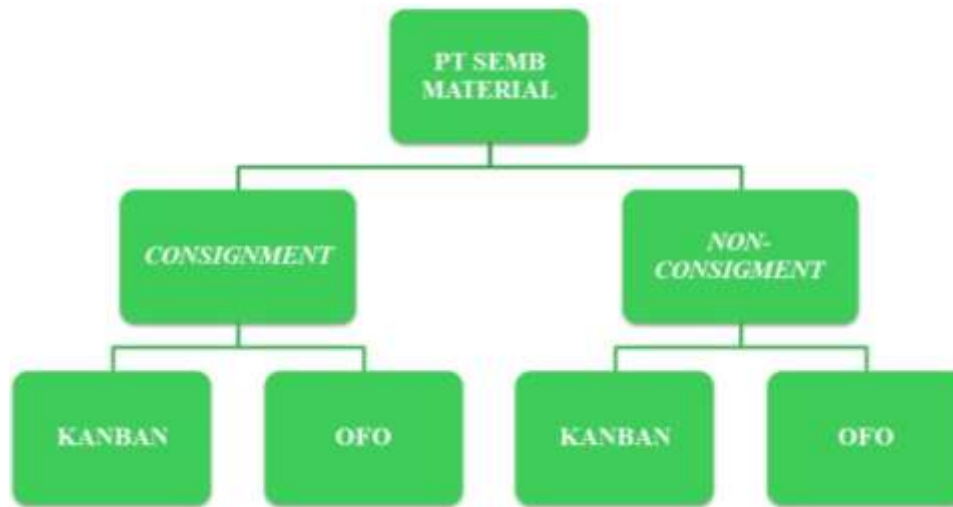 PT SEMB
MATERIAL
CONSIGNMENT
NON-
CONSIGMENT
KANBAN
OFO
KANBAN
OFO